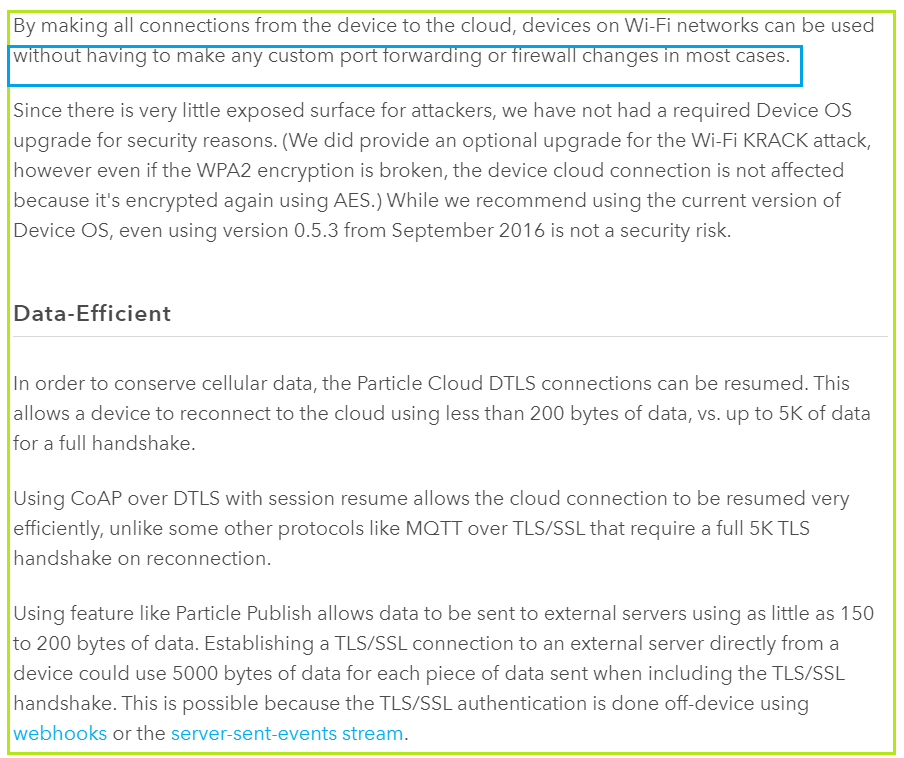 By making all connections from the device to the cloud, devices on Wi-Fi networks can be used
without having to make any custom port forwarding or firewall changes in most cases.
Since there is very little exposed surface for attackers, we have not had a required Device OS
upgrade for security reasons. (We did provide an optional upgrade for the Wi-Fi KRACK attack,
however even if the WPA2 encryption is broken, the device cloud connection is not affected
because it's encrypted again using AES.) While we recommend using the current version of
Device OS, even using version 0.5.3 from September 2016 is not a security risk.
Data-Efficient
In order to conserve cellular data, the Particle Cloud DTLS connections can be resumed. This
allows a device to reconnect to the cloud using less than 200 bytes of data, vs. up to 5K of data
for a full handshake.
Using CoAP over DTLS with session resume allows the cloud connection to be resumed very
efficiently, unlike some other protocols like MQTT over TLS/SSL that require a full 5K TLS
handshake on reconnection.
Using feature like Particle Publish allows data to be sent to external servers using as little as 150
to 200 bytes of data. Establishing a TLS/SSL connection to an external server directly from a
device could use 5000 bytes of data for each piece of data sent when including the TLS/SSL
handshake. This is possible because the TLS/SSL authentication is done off-device using
webhooks or the server-sent-events stream.